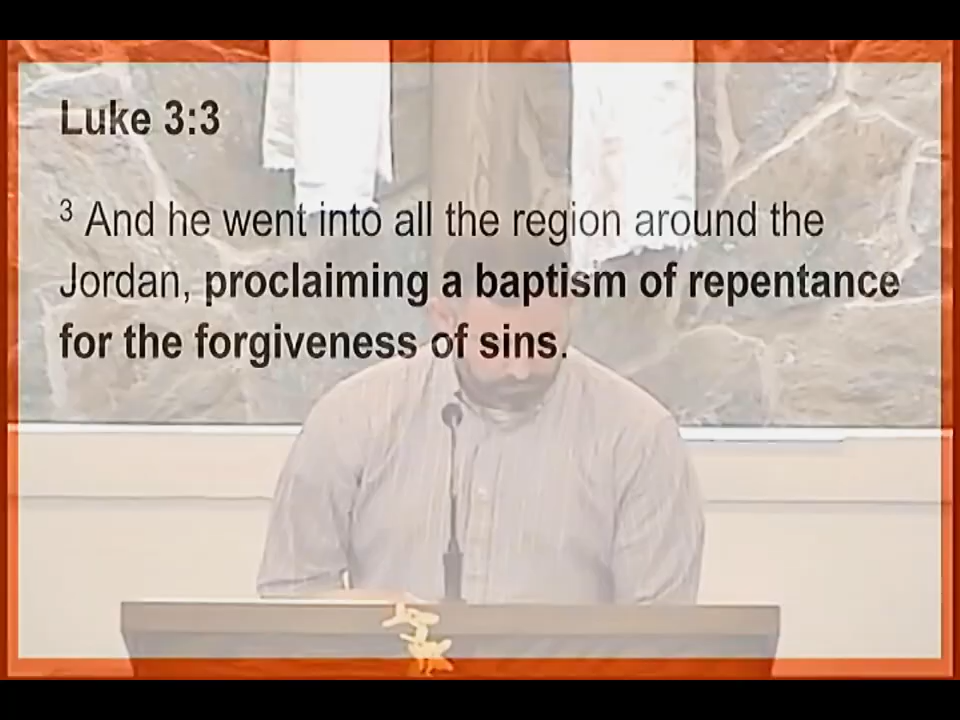 Luke 3:3
3 And he went into all the region around the
Jordan, proclaiming a baptism of repentance
for the forgiveness of sins.